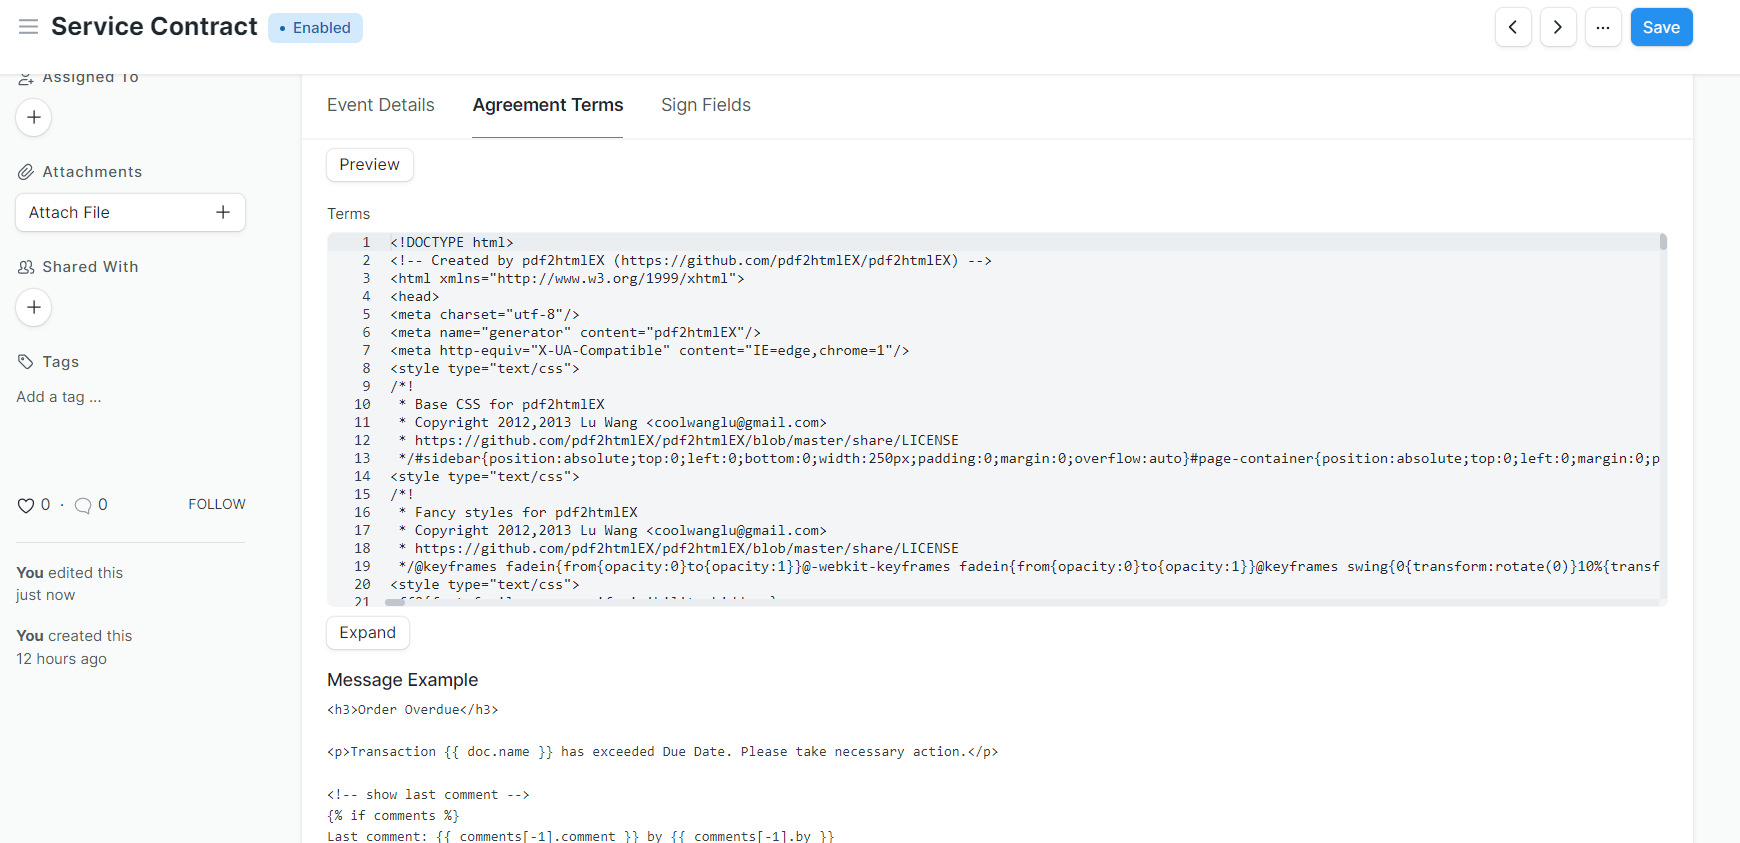 Service Contract
• Enabled
...
Save
Assigned To
Attachments
Attach File
Shared With
Tags
Add a tag ...
0 · 0
FOLLOW
You edited this
just now
You created this
12 hours ago
Event Details
Agreement Terms
Sign Fields
Preview
Terms
1 <!DOCTYPE html>
2 <!-- Created by pdf2htmlEX (https://github.com/pdf2htmlEX/pdf2htmlEX) -->
3 <html xmlns="http://www.w3.org/1999/xhtml">
4 <head>
5 <meta charset="utf-8"/>
6 <meta name="generator" content="pdf2htmlEX"/>
7 <meta http-equiv="X-UA-Compatible" content="IE=edge,chrome=1"/>
8 <style type="text/css">
9 /*!
10 * Base CSS for pdf2htmlEX
11 * Copyright 2012,2013 Lu Wang <coolwanglu@gmail.com>
12 * https://github.com/pdf2htmlEX/pdf2htmlEX/blob/master/share/LICENSE
13 */#sidebar{position:absolute;top:0;left:0;bottom:0;width:250px;padding:0;margin:0;overflow:auto}#page-container{position:absolute;top:0;left:0;margin:0;p
14 <style type="text/css">
15 /*!
16 * Fancy styles for pdf2htmlEX
17 * Copyright 2012,2013 Lu Wang <coolwanglu@gmail.com>
18 * https://github.com/pdf2htmlEX/pdf2htmlEX/blob/master/share/LICENSE
19 */@keyframes fadein{from{opacity:0}to{opacity:1}}@-webkit-keyframes fadein{from{opacity:0}to{opacity:1}}@keyframes swing{0{transform:rotate(0)}10%{transf
20 <style type="text/css">
21
Expand
Message Example
<h3>Order Overdue</h3>
<p>Transaction {{ doc.name }} has exceeded Due Date. Please take necessary action.</p>
<!-- show last comment -->
{% if comments %}
Last comment: {{ comments[-1].comment }} by {{ comments[-1].by }}